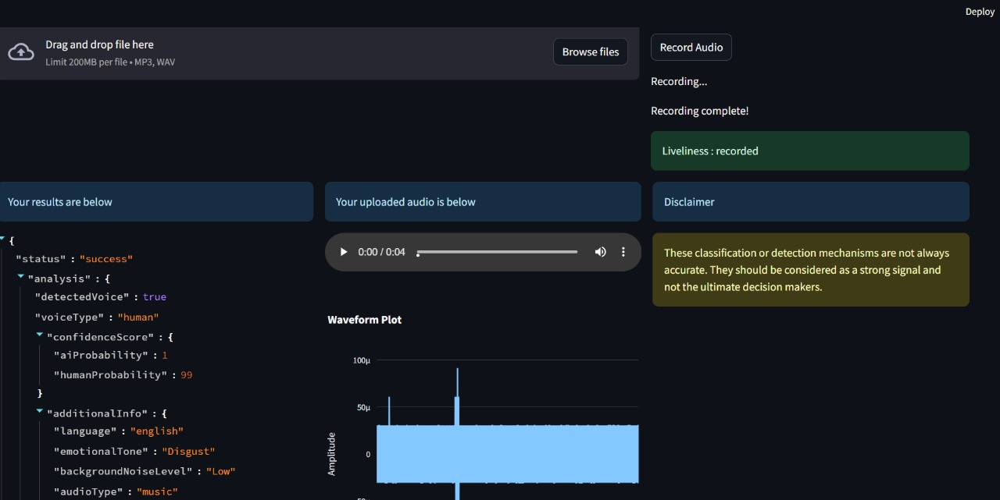 Deploy
Drag and drop file here
Limit 200MB per file • MP3, WAV
Browse files
Record Audio
Recording...
Recording complete!
Liveliness : recorded
Your results are below
Your uploaded audio is below
Disclaimer
{
"status" : "success"
"analysis" : {
"detectedVoice" : true
"voiceType" : "human"
"confidenceScore" : {
"aiProbability" : 1
"humanProbability" : 99
}
"additionalInfo" : {
"language" : "english"
"emotionalTone" : "Disgust"
"backgroundNoiseLevel" : "Low"
"audioType" : "music"
0:00 / 0:04
Waveform Plot
100µ
50µ
0
Amplitude
These classification or detection mechanisms are not always
accurate. They should be considered as a strong signal and
not the ultimate decision makers.